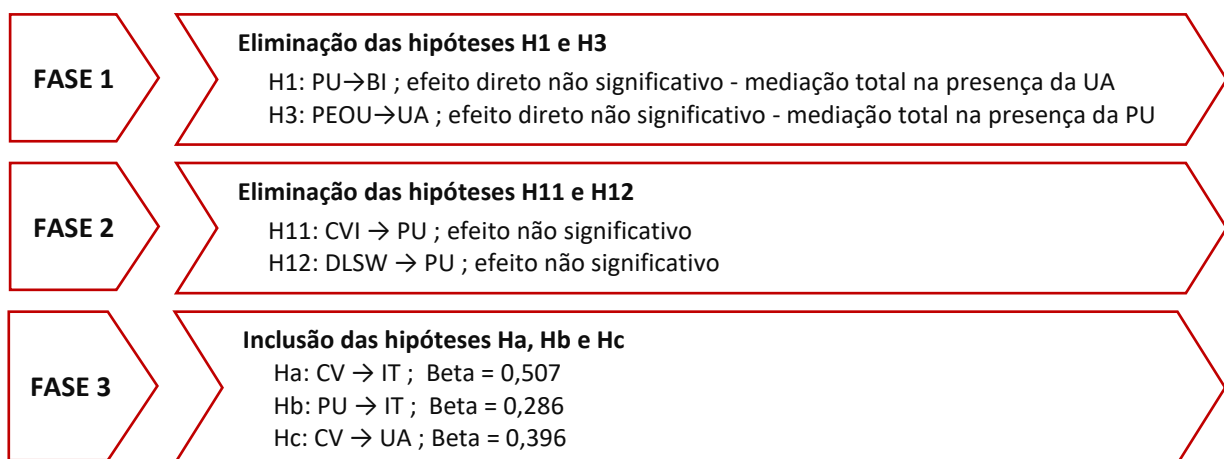 FASE 1
Eliminação das hipóteses H1 e H3
H1: PU→BI ; efeito direto não significativo - mediação total na presença da UA
H3: PEOU→UA ; efeito direto não significativo - mediação total na presença da PU
FASE 2
Eliminação das hipóteses H11 e H12
H11: CVI → PU ; efeito não significativo
H12: DLSW → PU ; efeito não significativo
FASE 3
Inclusão das hipóteses Ha, Hb e Hc
Ha: CV → IT ; Beta = 0,507
Hb: PU → IT ; Beta = 0,286
Hc: CV → UA ; Beta = 0,396